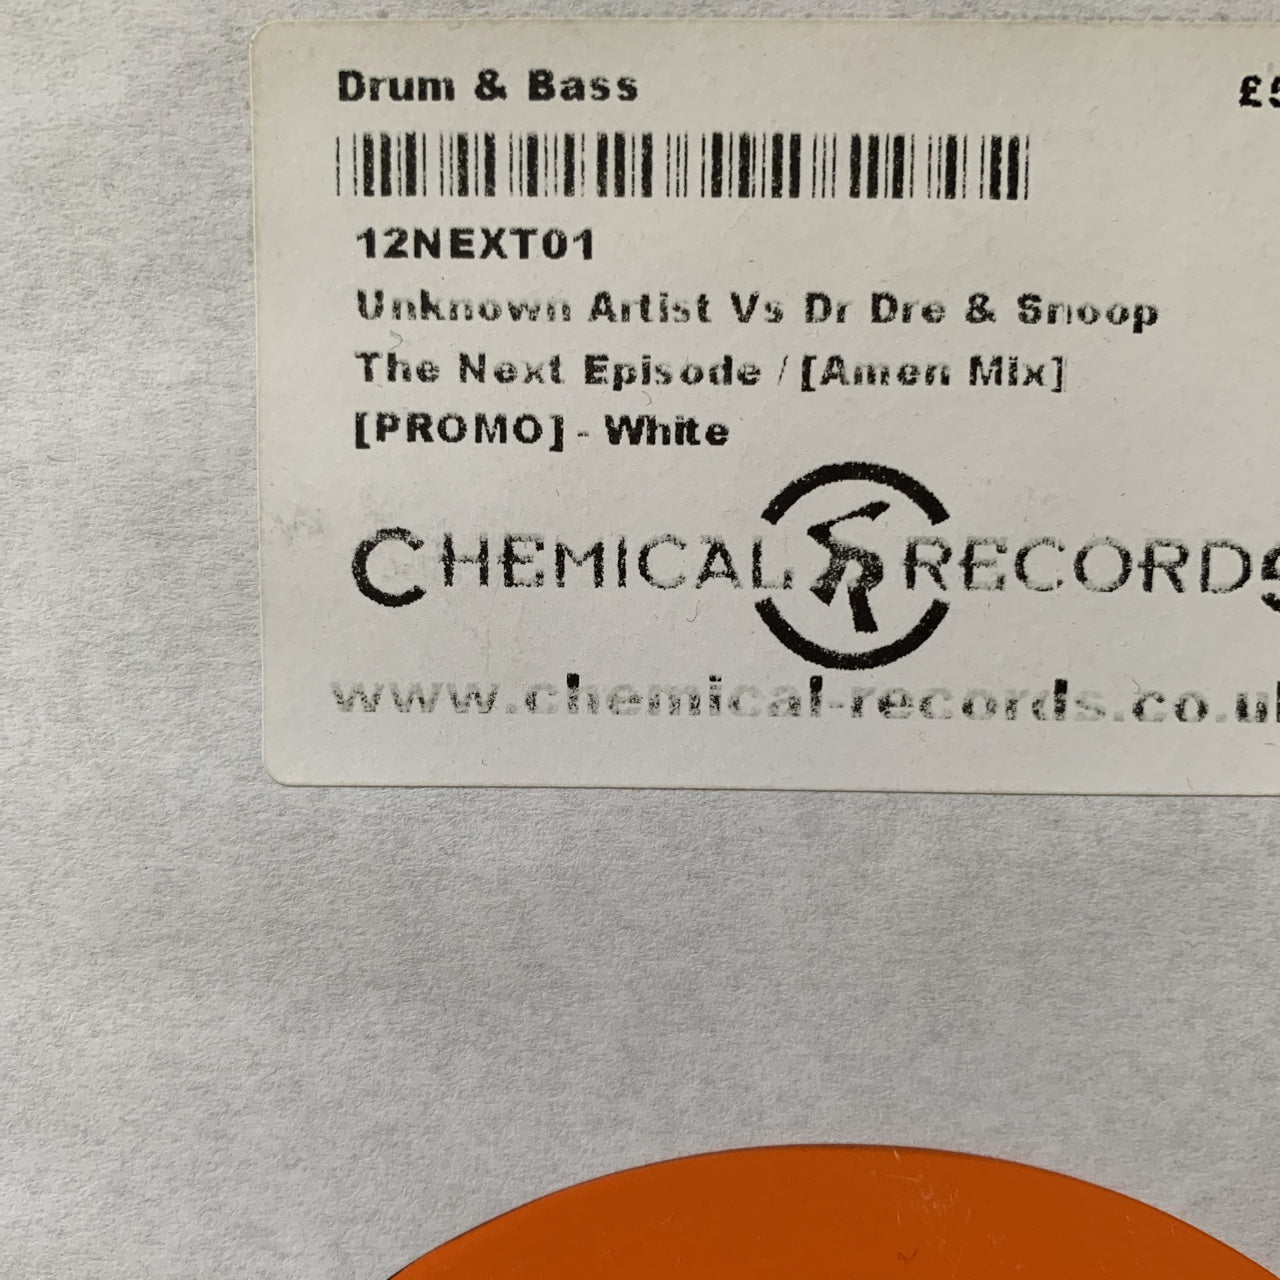 Drum & Bass £5
12NEXT01
Unknown Artist Vs Dr Dre & Snoop
The Next Episode / [Amen Mix]
[PROMO] - White
CHEMICAL R RECORDS
www.chemical-records.co.uk